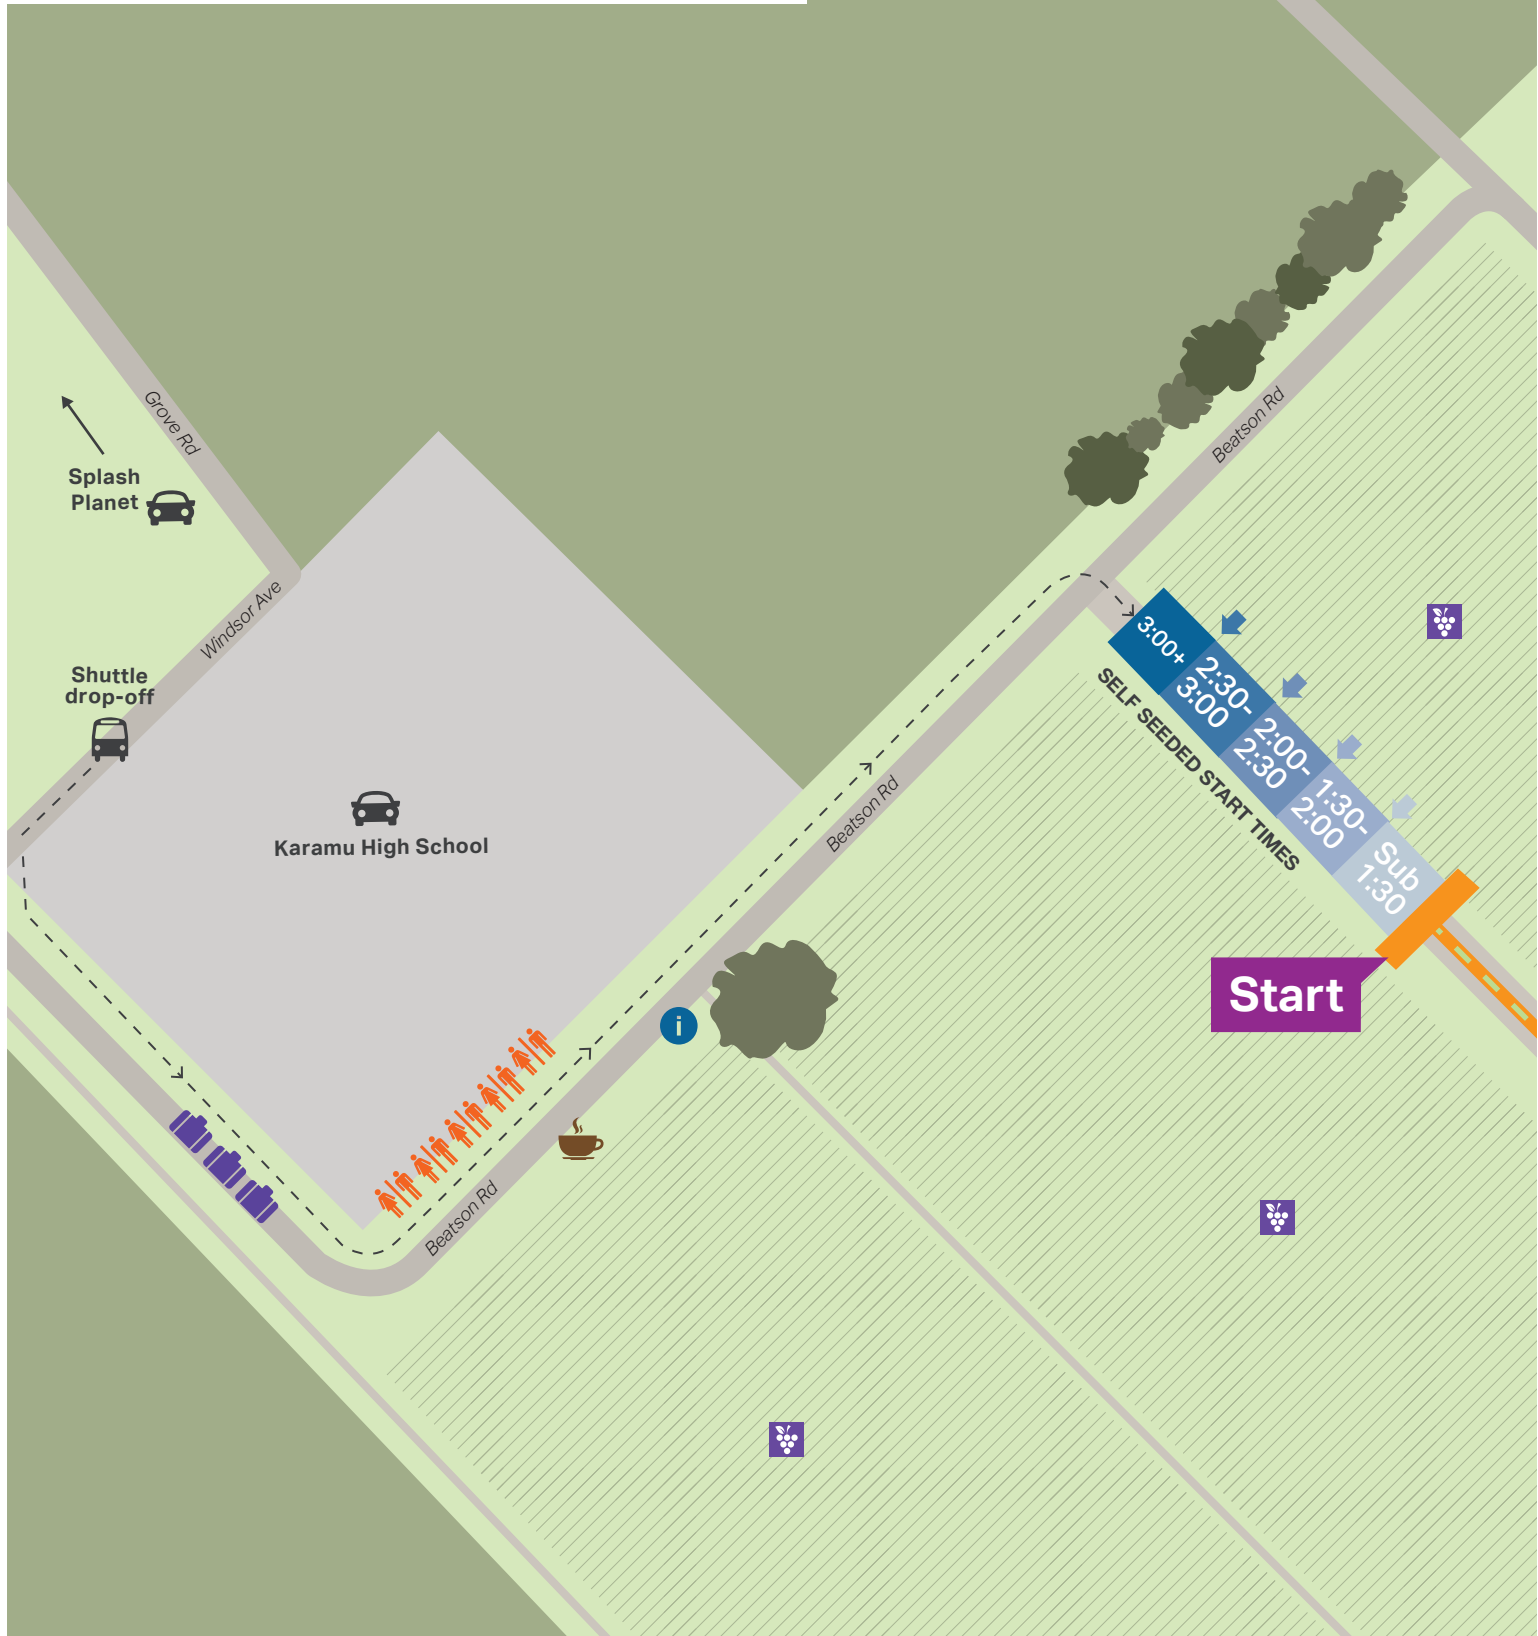 Grove Rd
Splash
Planet
Windsor Ave
Shuttle
drop-off
Karamu High School
Beatson Rd
Beatson Rd
Beatson Rd
3:00+
2:30-
3:00
2:00-
2:30
1:30-
2:00
Sub
1:30
SELF SEEDED START TIMES
Start
i